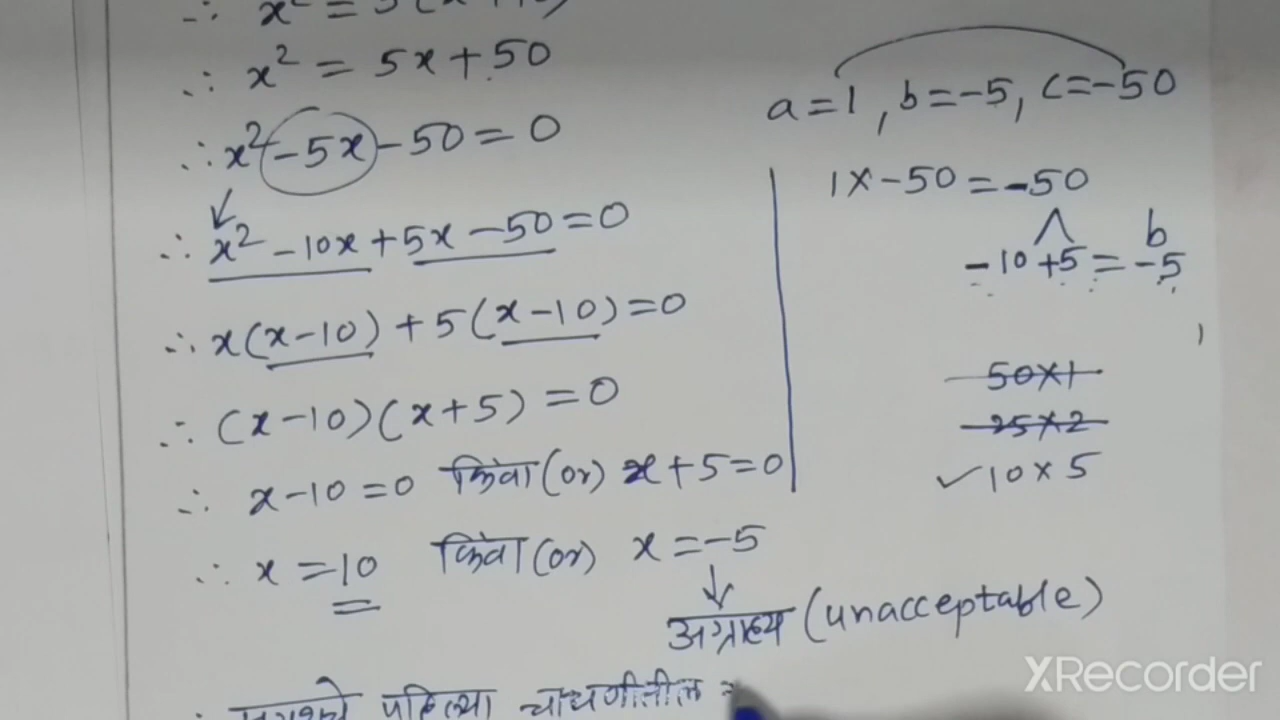 ∴ x² = 5x + 50
∴ x² - 5x - 50 = 0
∴ x² - 10x + 5x - 50 = 0
∴ x(x-10) + 5(x-10) = 0
∴ (x-10)(x+5) = 0
∴ x-10 = 0 किंवा (or) x+5 = 0
∴ x = 10 किंवा (or) x = -5
↓
अग्राह्य (unacceptable)
पहिल्या चाचणीतील
a = 1, b = -5, c = -50
1 × -50 = -50
b
-10 +5 = -5
50×1
25×2
✓10 × 5
XRecorder